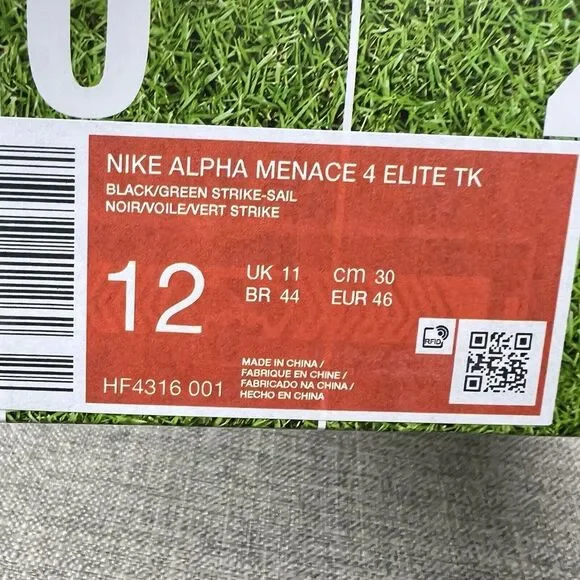 0
NIKE ALPHA MENACE 4 ELITE TK
BLACK/GREEN STRIKE-SAIL
NOIR/VOILE/VERT STRIKE
12
UK 11 cm 30
BR 44 EUR 46
RFID
MADE IN CHINA /
FABRIQUE EN CHINE /
FABRICADO NA CHINA /
HECHO EN CHINA
HF4316 001